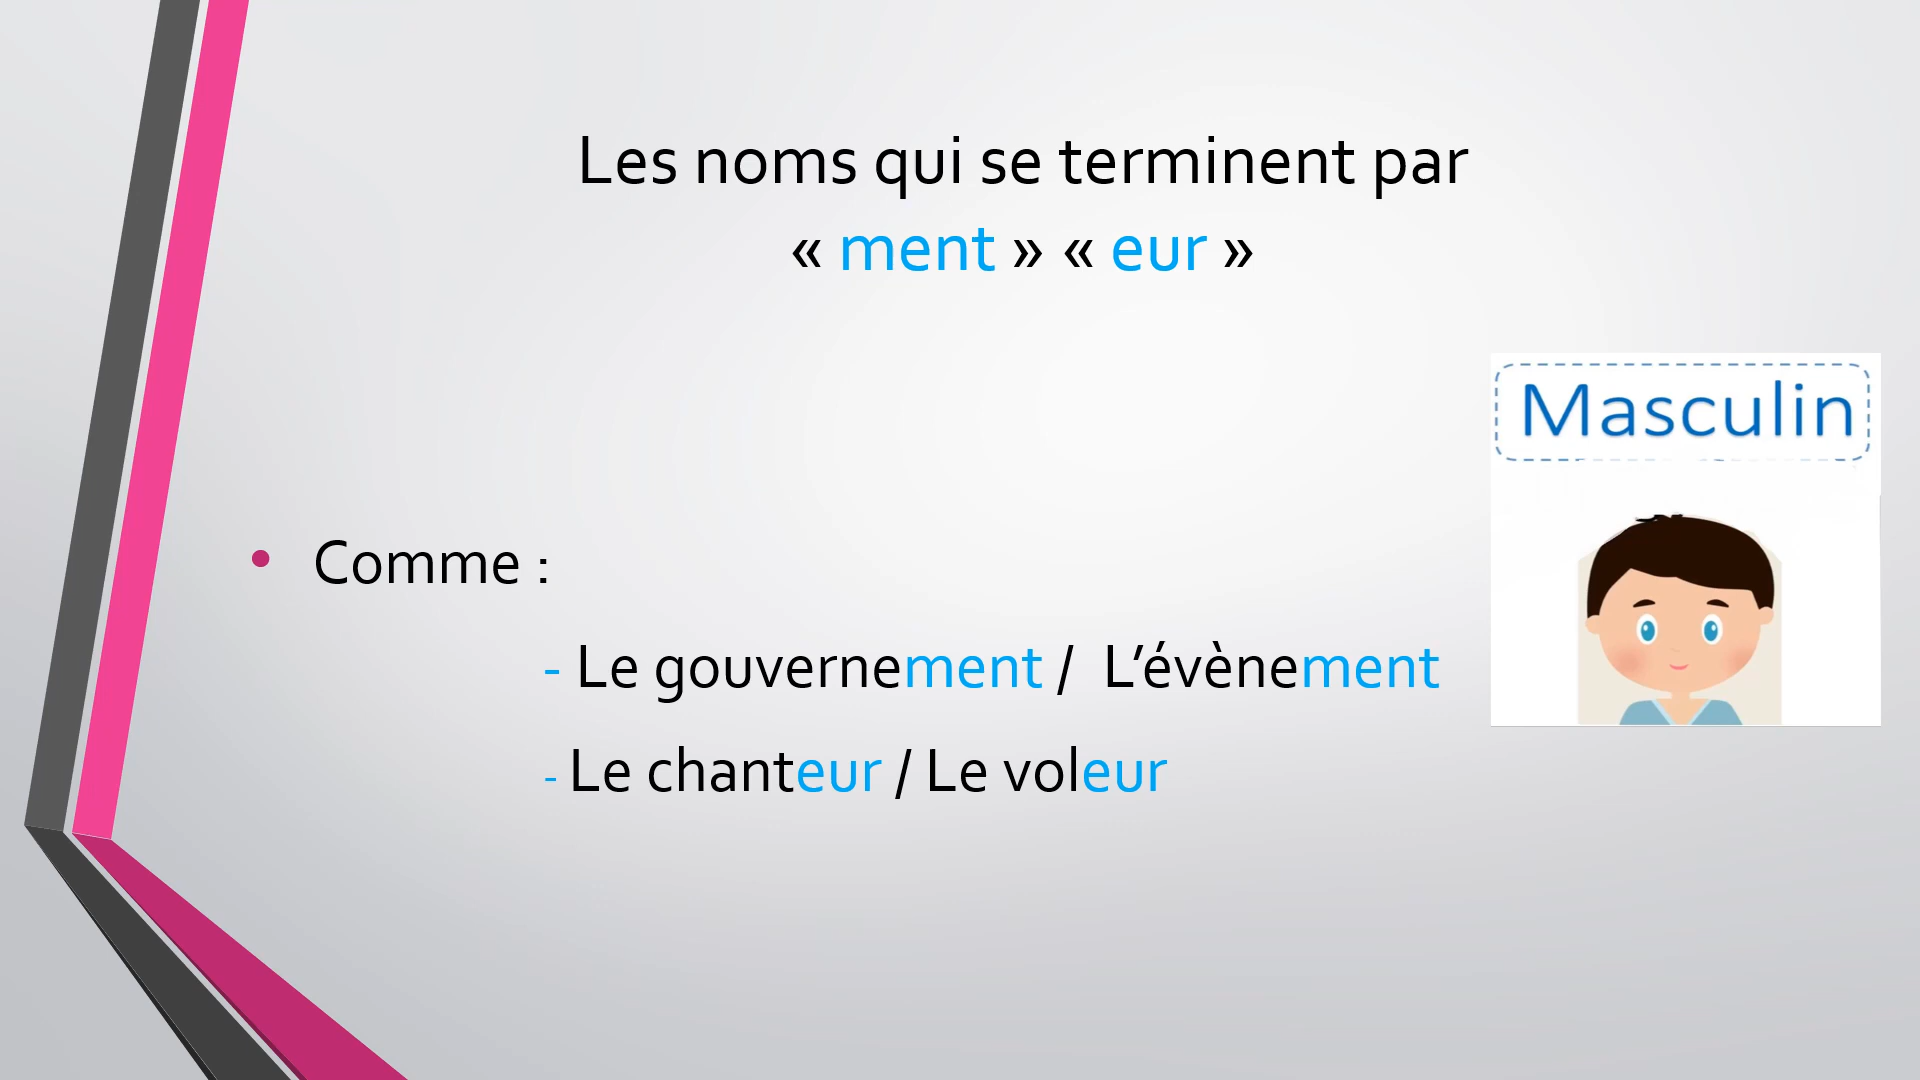 Les noms qui se terminent par
« ment » « eur »
Masculin
• Comme :
- Le gouvernement / L’évènement
- Le chanteur / Le voleur